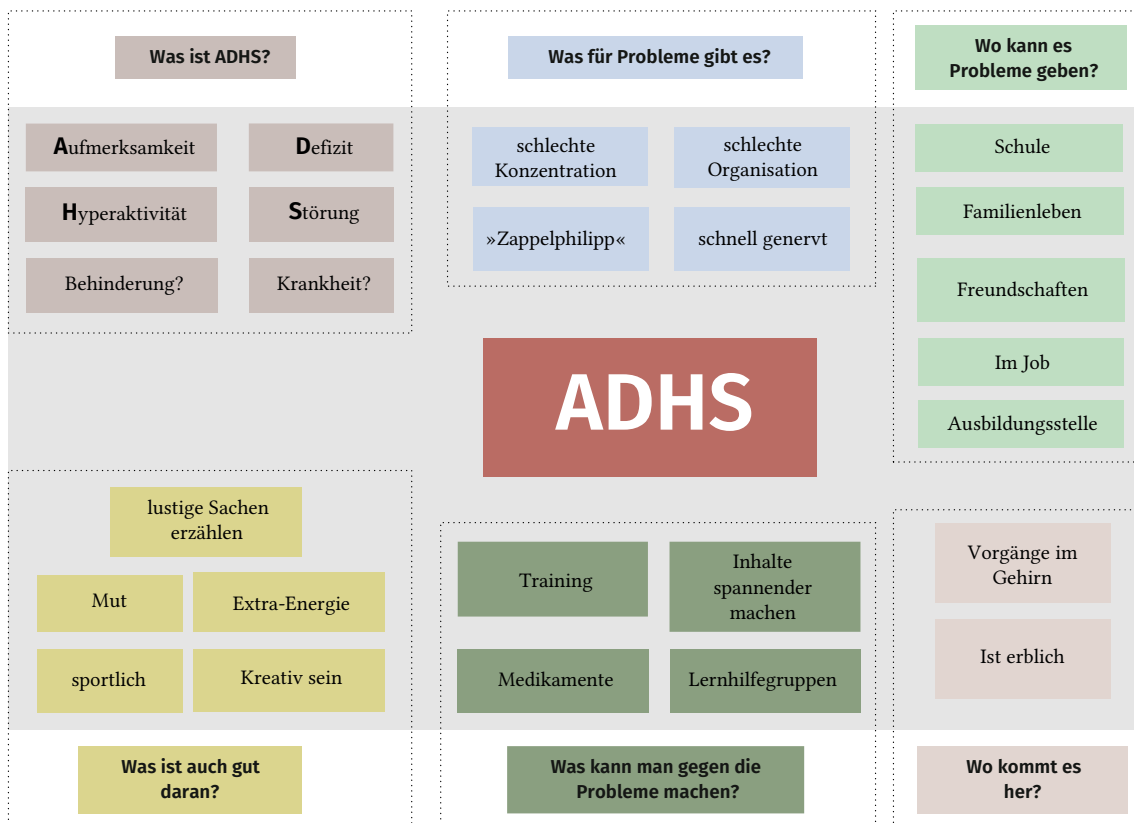 Was ist ADHS?
Aufmerksamkeit
Defizit
Hyperaktivität
Störung
Behinderung?
Krankheit?
Was für Probleme gibt es?
schlechte
Konzentration
schlechte
Organisation
»Zappelphilipp«
schnell genervt
Wo kann es
Probleme geben?
Schule
Familienleben
Freundschaften
Im Job
Ausbildungsstelle
ADHS
lustige Sachen
erzählen
Mut
Extra-Energie
sportlich
Kreativ sein
Was ist auch gut
daran?
Training
Inhalte
spannender
machen
Medikamente
Lernhilfegruppen
Was kann man gegen die
Probleme machen?
Vorgänge im
Gehirn
Ist erblich
Wo kommt es
her?